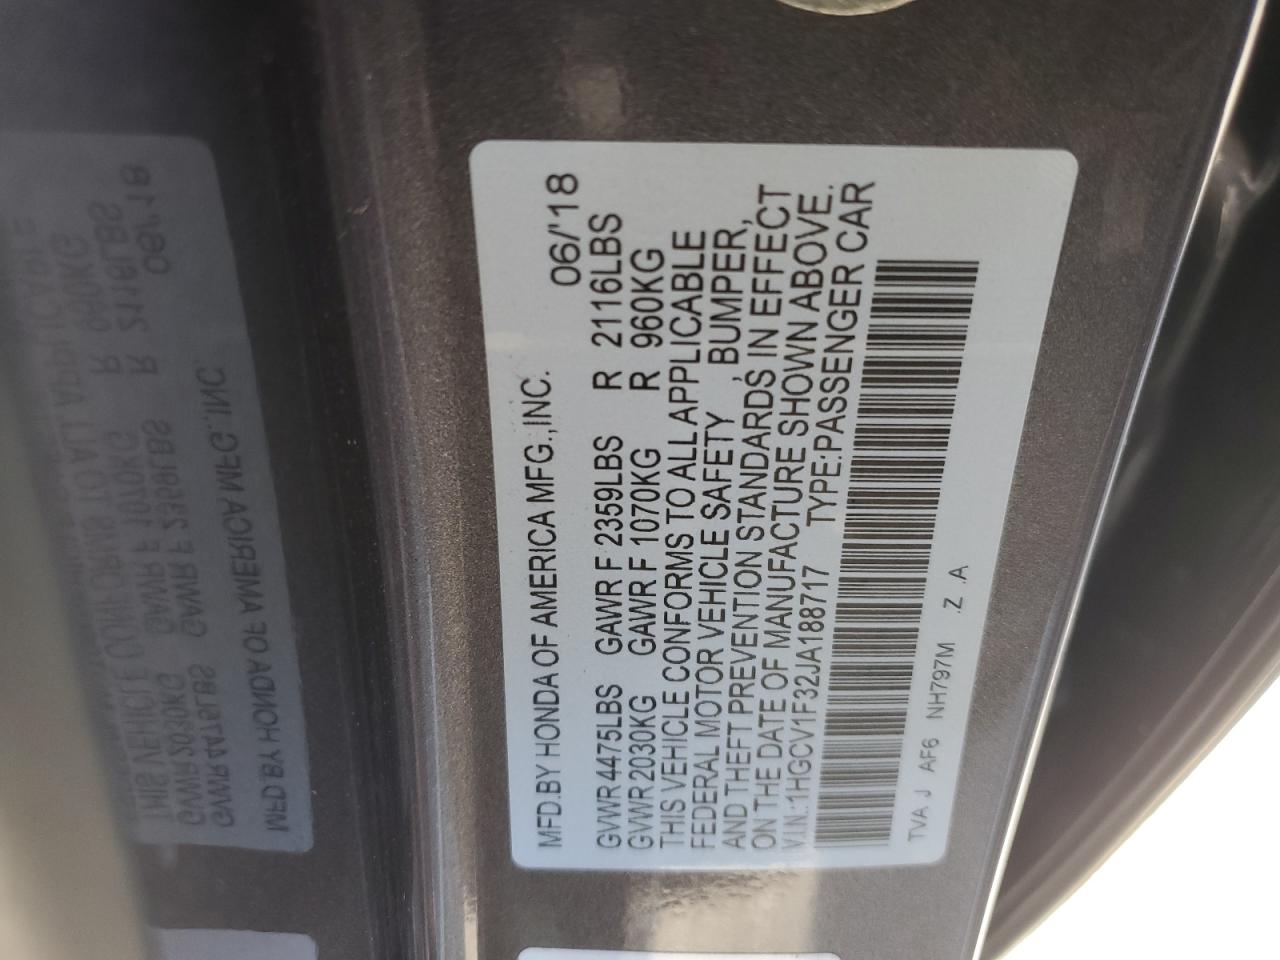 MFD.BY HONDA OF AMERICA MFG.,INC. 06/'18
GVWR 4475LBS GAWR F 2359LBS R 2116LBS
GVWR 2030KG GAWR F 1070KG R 960KG
THIS VEHICLE CONFORMS TO ALL APPLICABLE
FEDERAL MOTOR VEHICLE SAFETY, BUMPER,
AND THEFT PREVENTION STANDARDS IN EFFECT
ON THE DATE OF MANUFACTURE SHOWN ABOVE.
V.I.N.:1HGCV1F32JA188717 TYPE:PASSENGER CAR
TVA J AF6 NH797M .Z .A